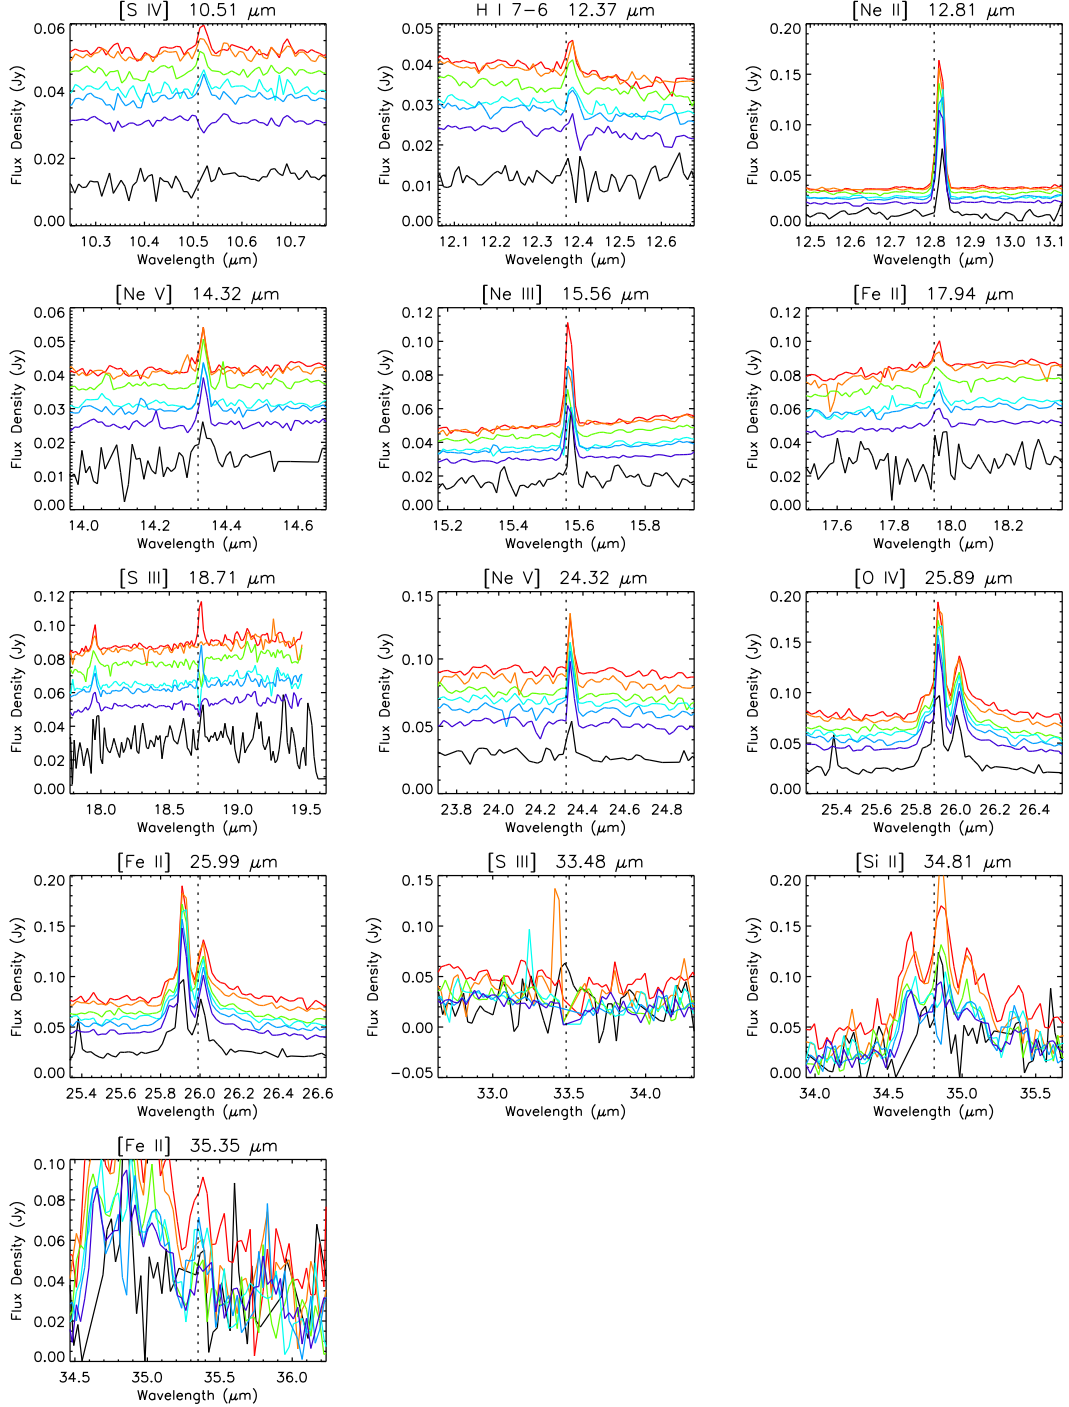 [S IV] 10.51 μm
0.06
0.04
0.02
0.00
Flux Density (Jy)
10.3 10.4 10.5 10.6 10.7
Wavelength (μm)
H I 7−6 12.37 μm
0.05
0.04
0.03
0.02
0.01
0.00
Flux Density (Jy)
12.1 12.2 12.3 12.4 12.5 12.6
Wavelength (μm)
[Ne II] 12.81 μm
0.20
0.15
0.10
0.05
0.00
Flux Density (Jy)
12.5 12.6 12.7 12.8 12.9 13.0 13.1
Wavelength (μm)
[Ne V] 14.32 μm
0.06
0.05
0.04
0.03
0.02
0.01
0.00
Flux Density (Jy)
14.0 14.2 14.4 14.6
Wavelength (μm)
[Ne III] 15.56 μm
0.12
0.10
0.08
0.06
0.04
0.02
0.00
Flux Density (Jy)
15.2 15.4 15.6 15.8
Wavelength (μm)
[Fe II] 17.94 μm
0.12
0.10
0.08
0.06
0.04
0.02
0.00
Flux Density (Jy)
17.6 17.8 18.0 18.2
Wavelength (μm)
[S III] 18.71 μm
0.12
0.10
0.08
0.06
0.04
0.02
0.00
Flux Density (Jy)
18.0 18.5 19.0 19.5
Wavelength (μm)
[Ne V] 24.32 μm
0.15
0.10
0.05
0.00
Flux Density (Jy)
23.8 24.0 24.2 24.4 24.6 24.8
Wavelength (μm)
[O IV] 25.89 μm
0.20
0.15
0.10
0.05
0.00
Flux Density (Jy)
25.4 25.6 25.8 26.0 26.2 26.4
Wavelength (μm)
[Fe II] 25.99 μm
0.20
0.15
0.10
0.05
0.00
Flux Density (Jy)
25.4 25.6 25.8 26.0 26.2 26.4 26.6
Wavelength (μm)
[S III] 33.48 μm
0.15
0.10
0.05
0.00
−0.05
Flux Density (Jy)
33.0 33.5 34.0
Wavelength (μm)
[Si II] 34.81 μm
0.20
0.15
0.10
0.05
0.00
Flux Density (Jy)
34.0 34.5 35.0 35.5
Wavelength (μm)
[Fe II] 35.35 μm
0.10
0.08
0.06
0.04
0.02
0.00
Flux Density (Jy)
34.5 35.0 35.5 36.0
Wavelength (μm)